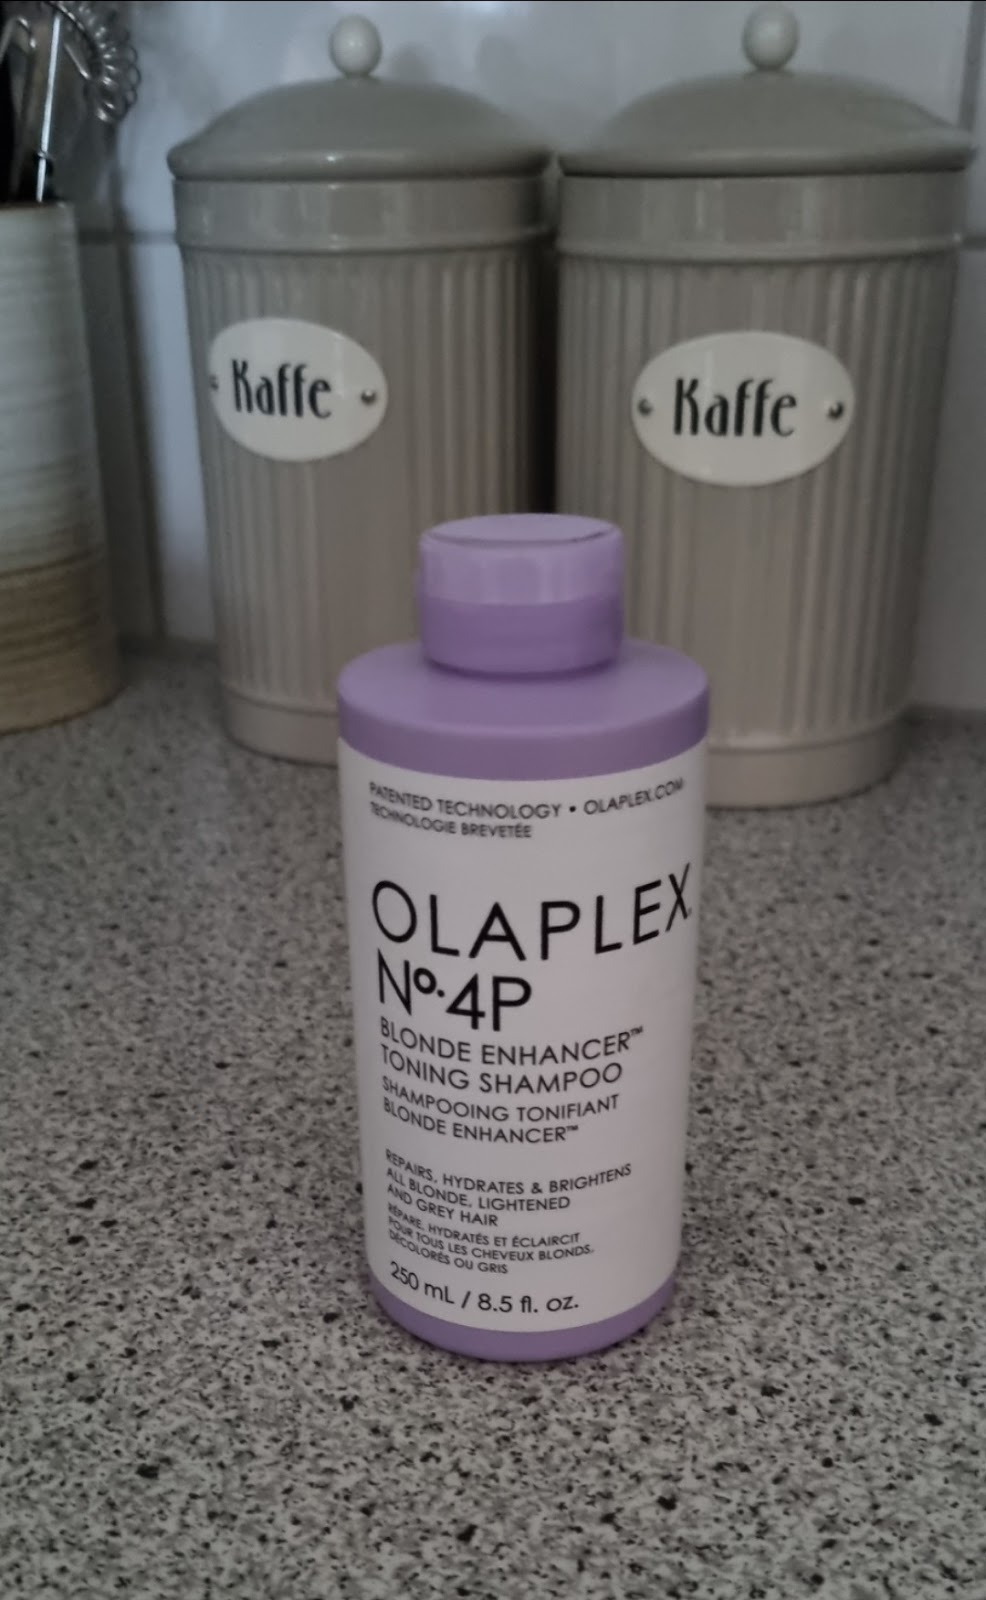 Kaffe
Kaffe
PATENTED TECHNOLOGY • OLAPLEX.COM
TECHNOLOGIE BREVETÉE
OLAPLEX.
Nº.4P
BLONDE ENHANCER™
TONING SHAMPOO
SHAMPOOING TONIFIANT
BLONDE ENHANCER™
REPAIRS, HYDRATES & BRIGHTENS
ALL BLONDE, LIGHTENED
AND GREY HAIR
RÉPARE, HYDRATÉS ET ÉCLAIRCIT
POUR TOUS LES CHEVEUX BLONDS,
DÉCOLORÉS OU GRIS
250 mL / 8.5 fl. oz.